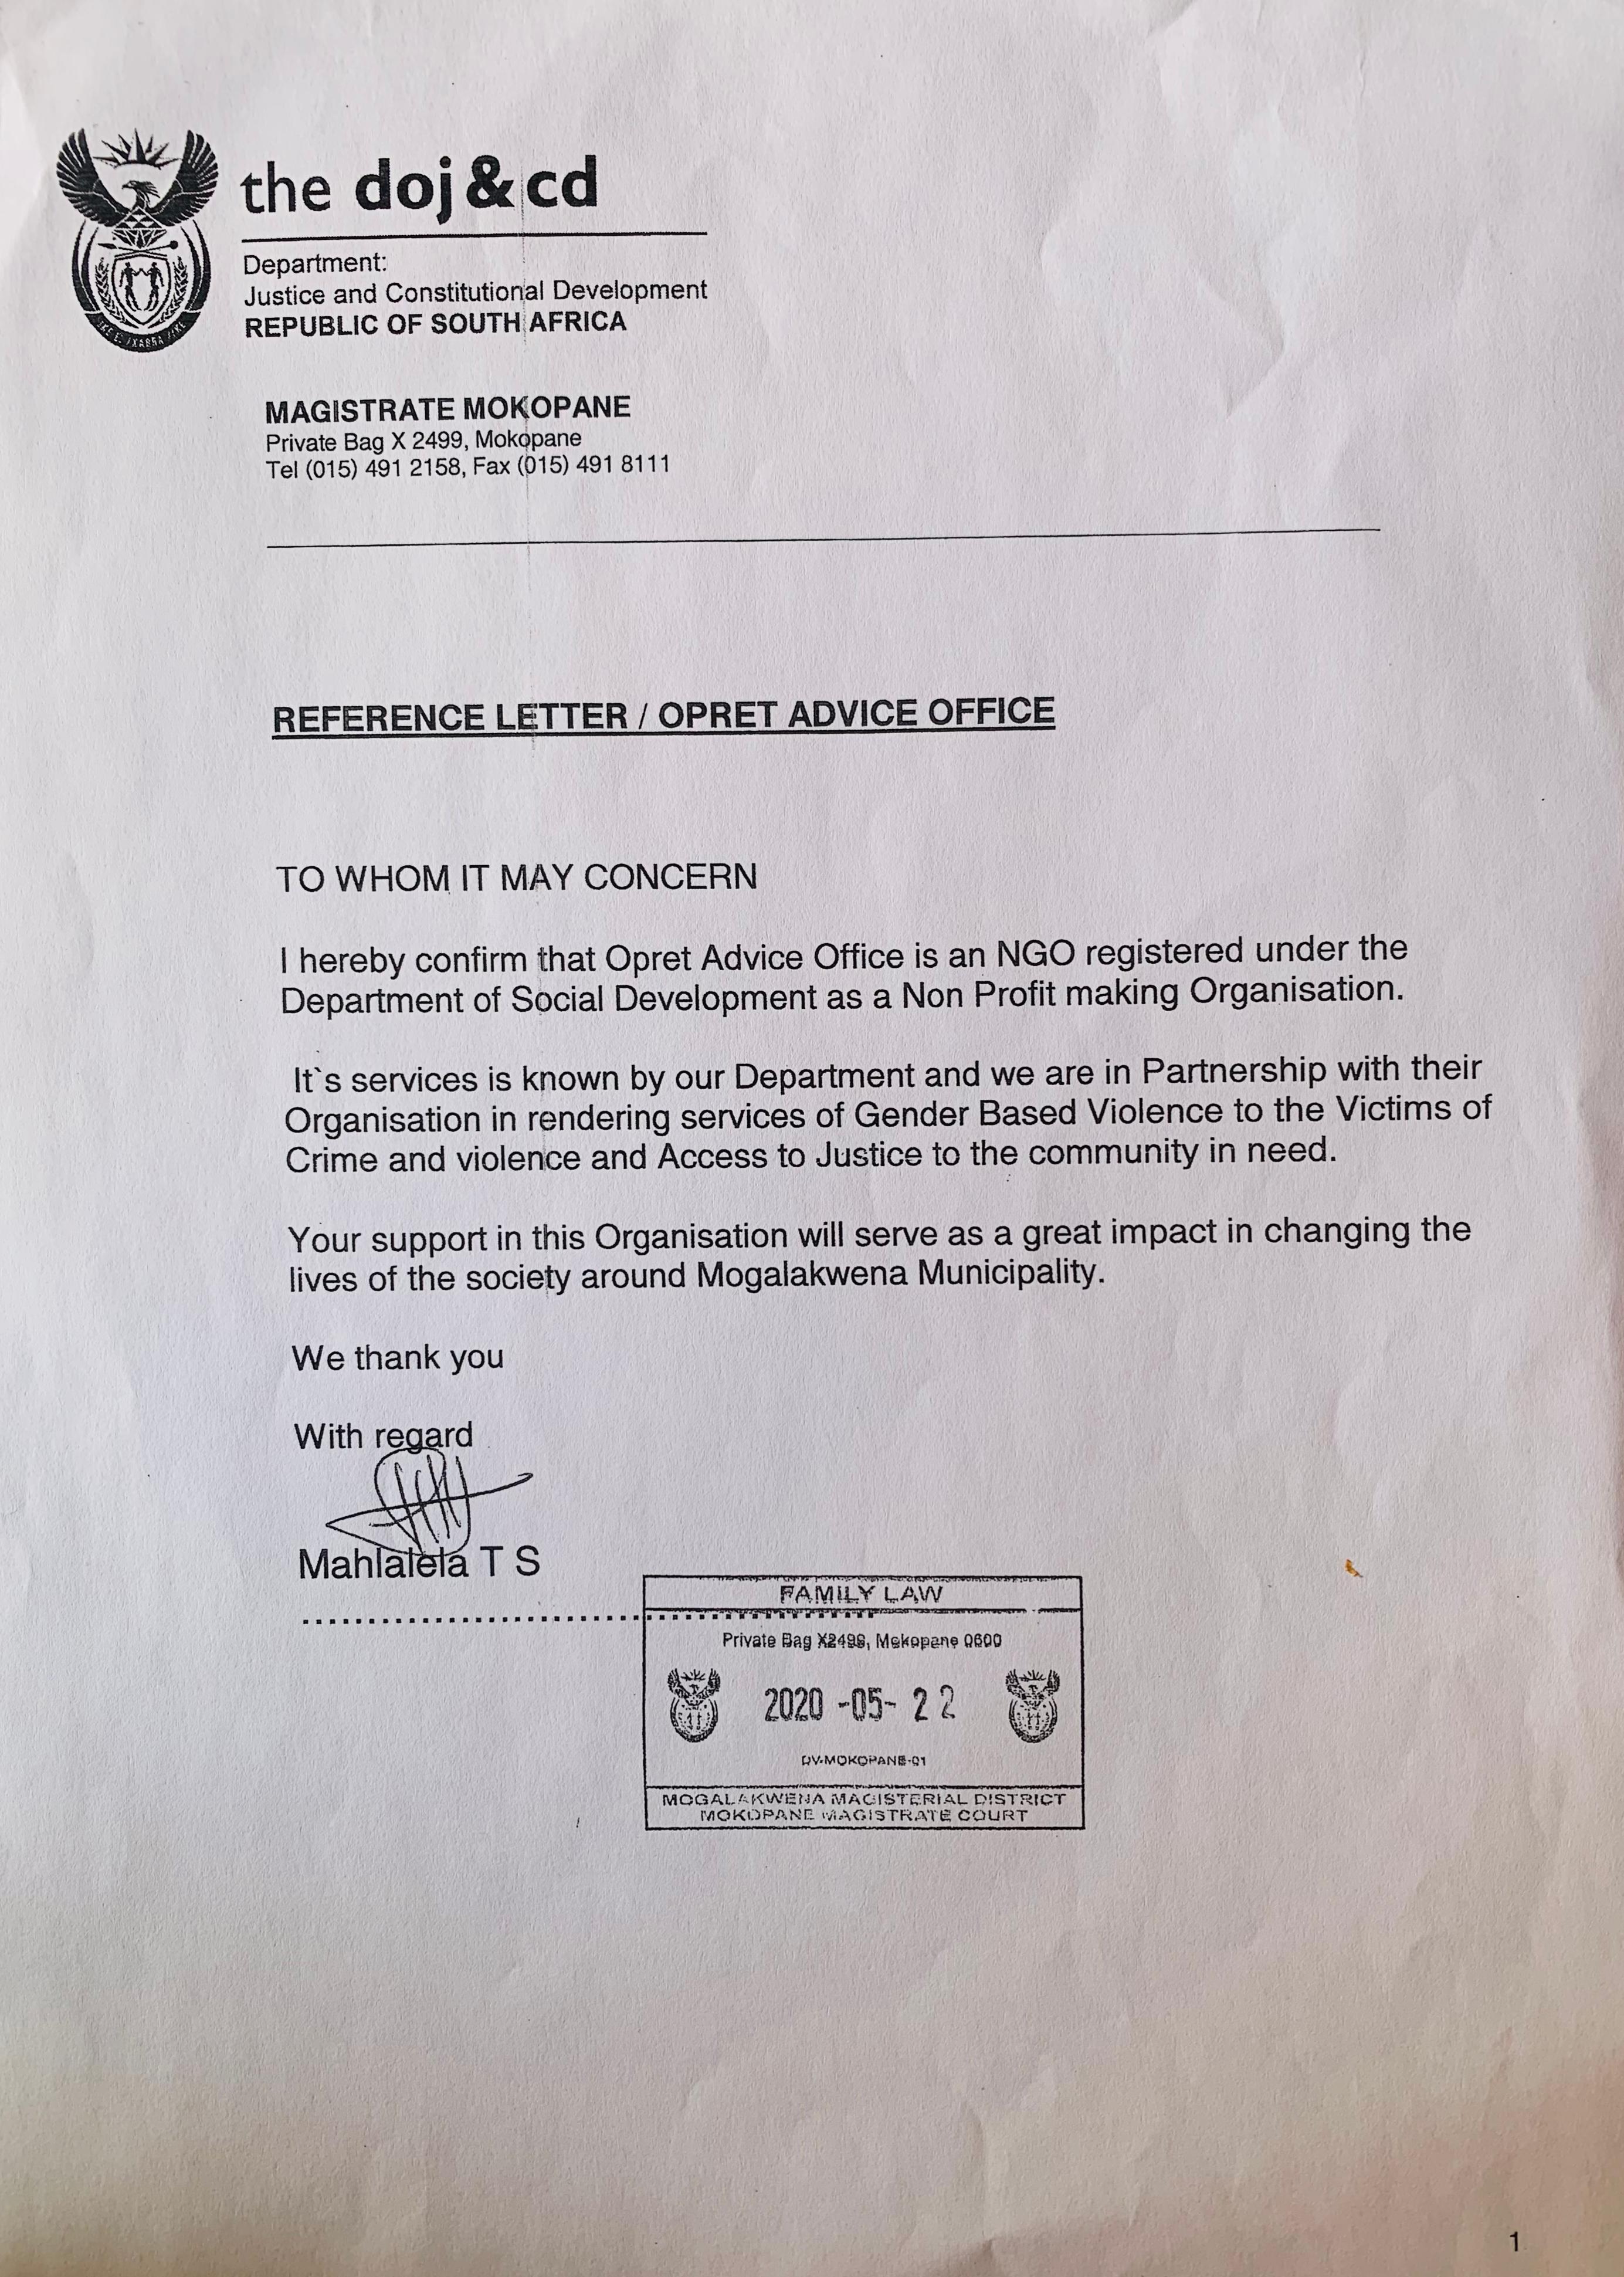 the doj & cd
Department:
Justice and Constitutional Development
REPUBLIC OF SOUTH AFRICA
MAGISTRATE MOKOPANE
Private Bag X 2499, Mokopane
Tel (015) 491 2158, Fax (015) 491 8111
REFERENCE LETTER / OPRET ADVICE OFFICE
TO WHOM IT MAY CONCERN
I hereby confirm that Opret Advice Office is an NGO registered under the
Department of Social Development as a Non Profit making Organisation.
It`s services is known by our Department and we are in Partnership with their
Organisation in rendering services of Gender Based Violence to the Victims of
Crime and violence and Access to Justice to the community in need.
Your support in this Organisation will serve as a great impact in changing the
lives of the society around Mogalakwena Municipality.
We thank you
With regard
Mahlalela T S
FAMILY LAW
Private Bag X2499, Mokopane 0600
2020 -05- 22
DV-MOKOPANE-01
MOGALAKWENA MAGISTERIAL DISTRICT
MOKOPANE MAGISTRATE COURT
1